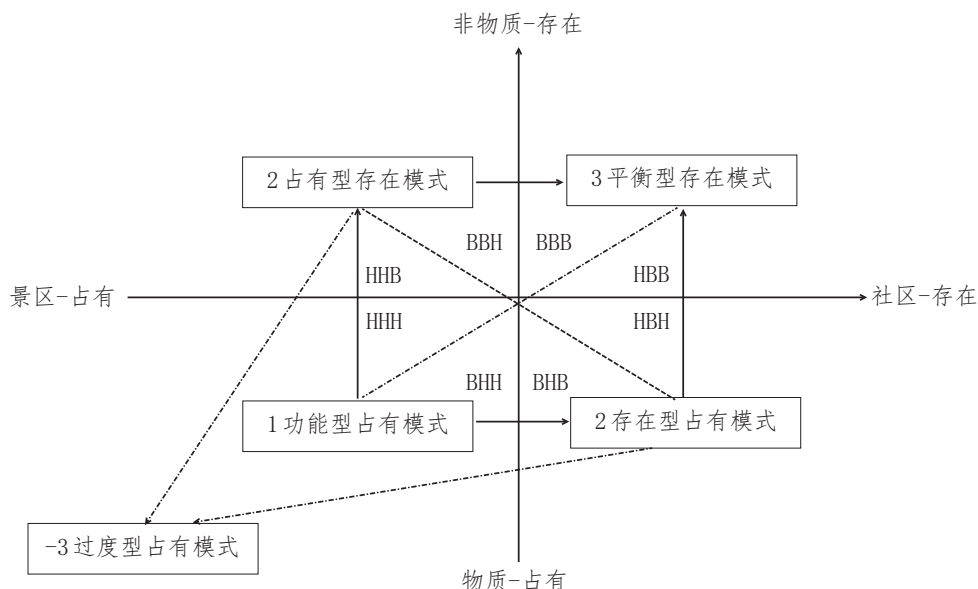 非物质-存在
2占有型存在模式
3平衡型存在模式
BBH
BBB
HHB
HBB
景区-占有
社区-存在
HHH
HBH
BHH
BHB
1功能型占有模式
2存在型占有模式
-3过度型占有模式
物质-占有